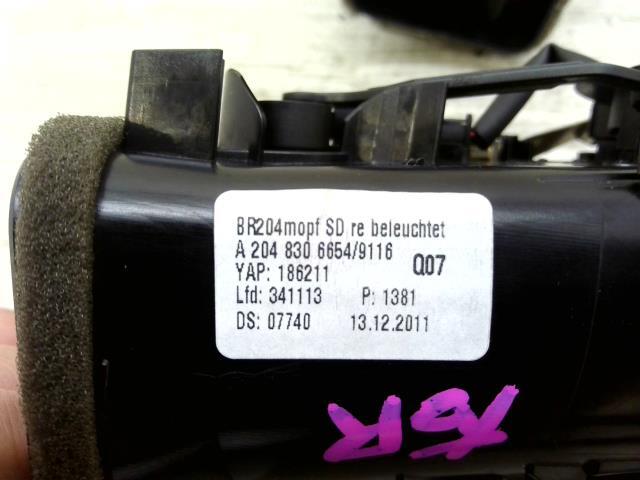 BR204mopf SD re beleuchtet
A 204 830 6654/9116
Q07
YAP: 186211
Lfd: 341113 P: 1381
DS: 07740 13.12.2011